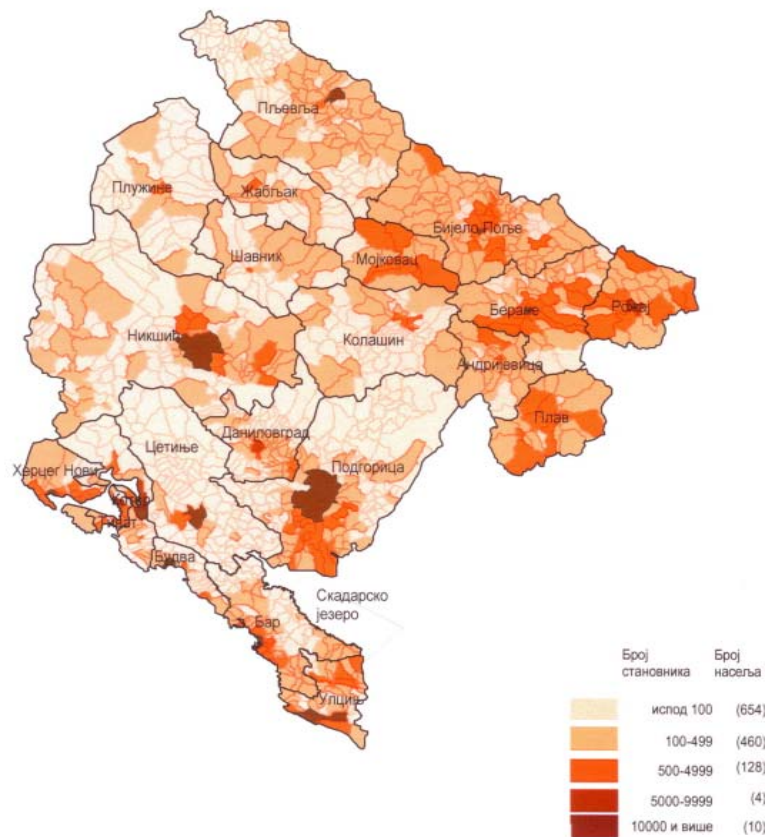 Пљевља
Плужине
Жабљак
Бијело Поље
Шавник
Мојковац
Беране
Рожај
Никшић
Колашин
Андријевица
Плав
Даниловград
Цетиње
Подгорица
Херцег Нови
Котор
Тиват
Будва
Скадарско
језеро
Бар
Улцињ
Број
становника
Број
насеља
испод 100 (654)
100-499 (460)
500-4999 (128)
5000-9999 (4)
10000 и више (10)